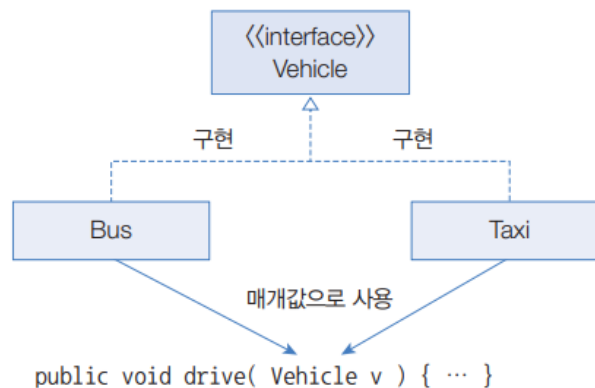 《interface》
Vehicle
구현
구현
Bus
Taxi
매개값으로 사용
public void drive( Vehicle v ) { ⋯ }